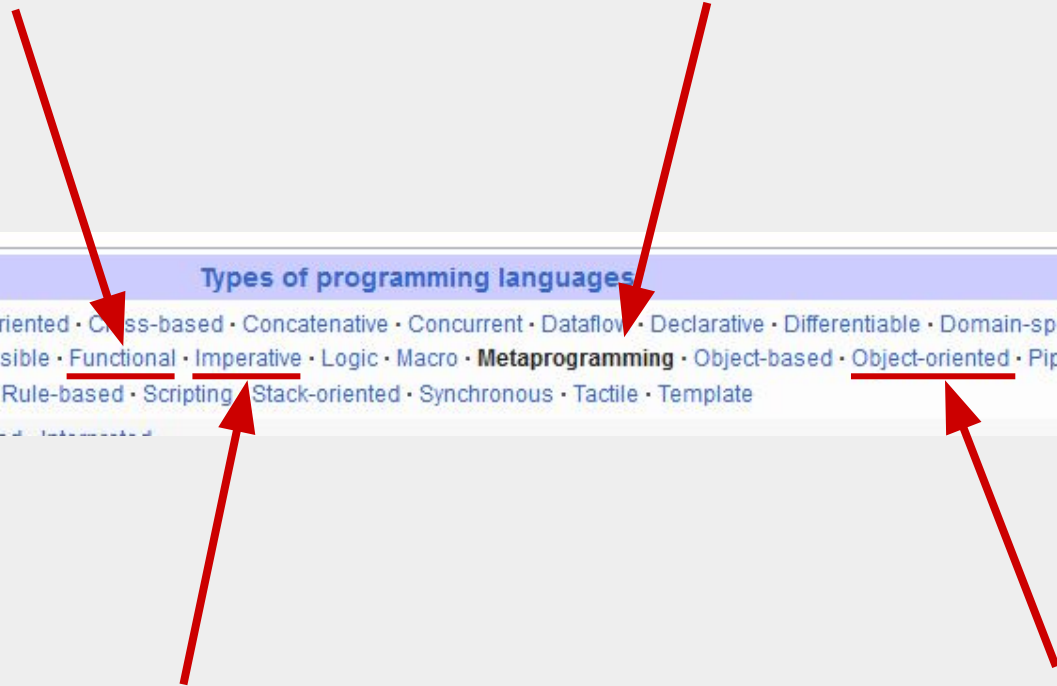 Types of programming languages
riented · Class-based · Concatenative · Concurrent · Dataflow · Declarative · Differentiable · Domain-sp
sible · Functional · Imperative · Logic · Macro · Metaprogramming · Object-based · Object-oriented · Pip
Rule-based · Scripting · Stack-oriented · Synchronous · Tactile · Template